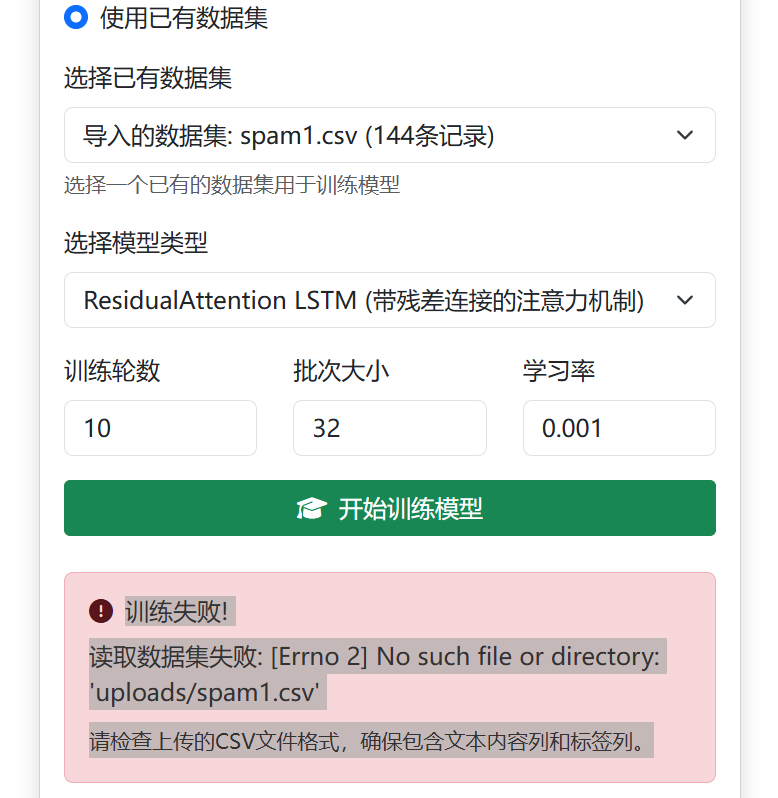 使用已有数据集
选择已有数据集
导入的数据集: spam1.csv (144条记录)
选择一个已有的数据集用于训练模型
选择模型类型
ResidualAttention LSTM (带残差连接的注意力机制)
训练轮数 批次大小 学习率
10 32 0.001
开始训练模型
训练失败!
读取数据集失败: [Errno 2] No such file or directory:
'uploads/spam1.csv'
请检查上传的CSV文件格式，确保包含文本内容列和标签列。